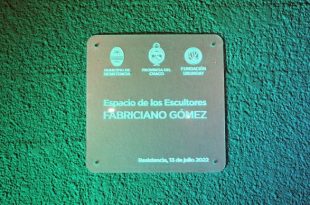 MUNICIPIO DE
RESISTENCIA
PROVINCIA DEL
CHACO
FUNDACIÓN
URUNDAY
Espacio de los Escultores
FABRICIANO GÓMEZ
Resistencia, 13 de julio 2022